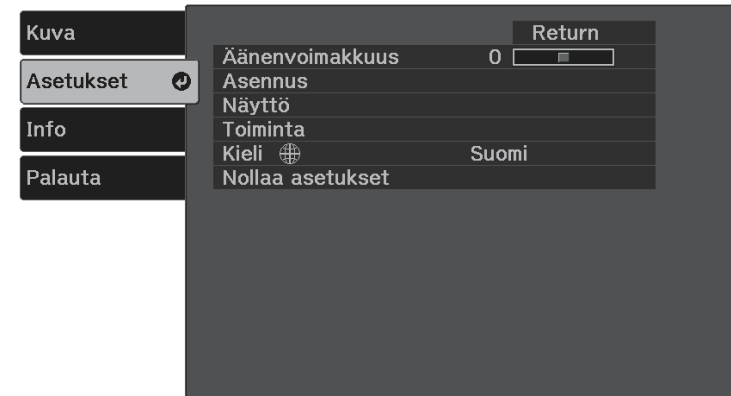 Kuva
Asetukset
Info
Palauta
Return
Äänenvoimakkuus 0
Asennus
Näyttö
Toiminta
Kieli Suomi
Nollaa asetukset